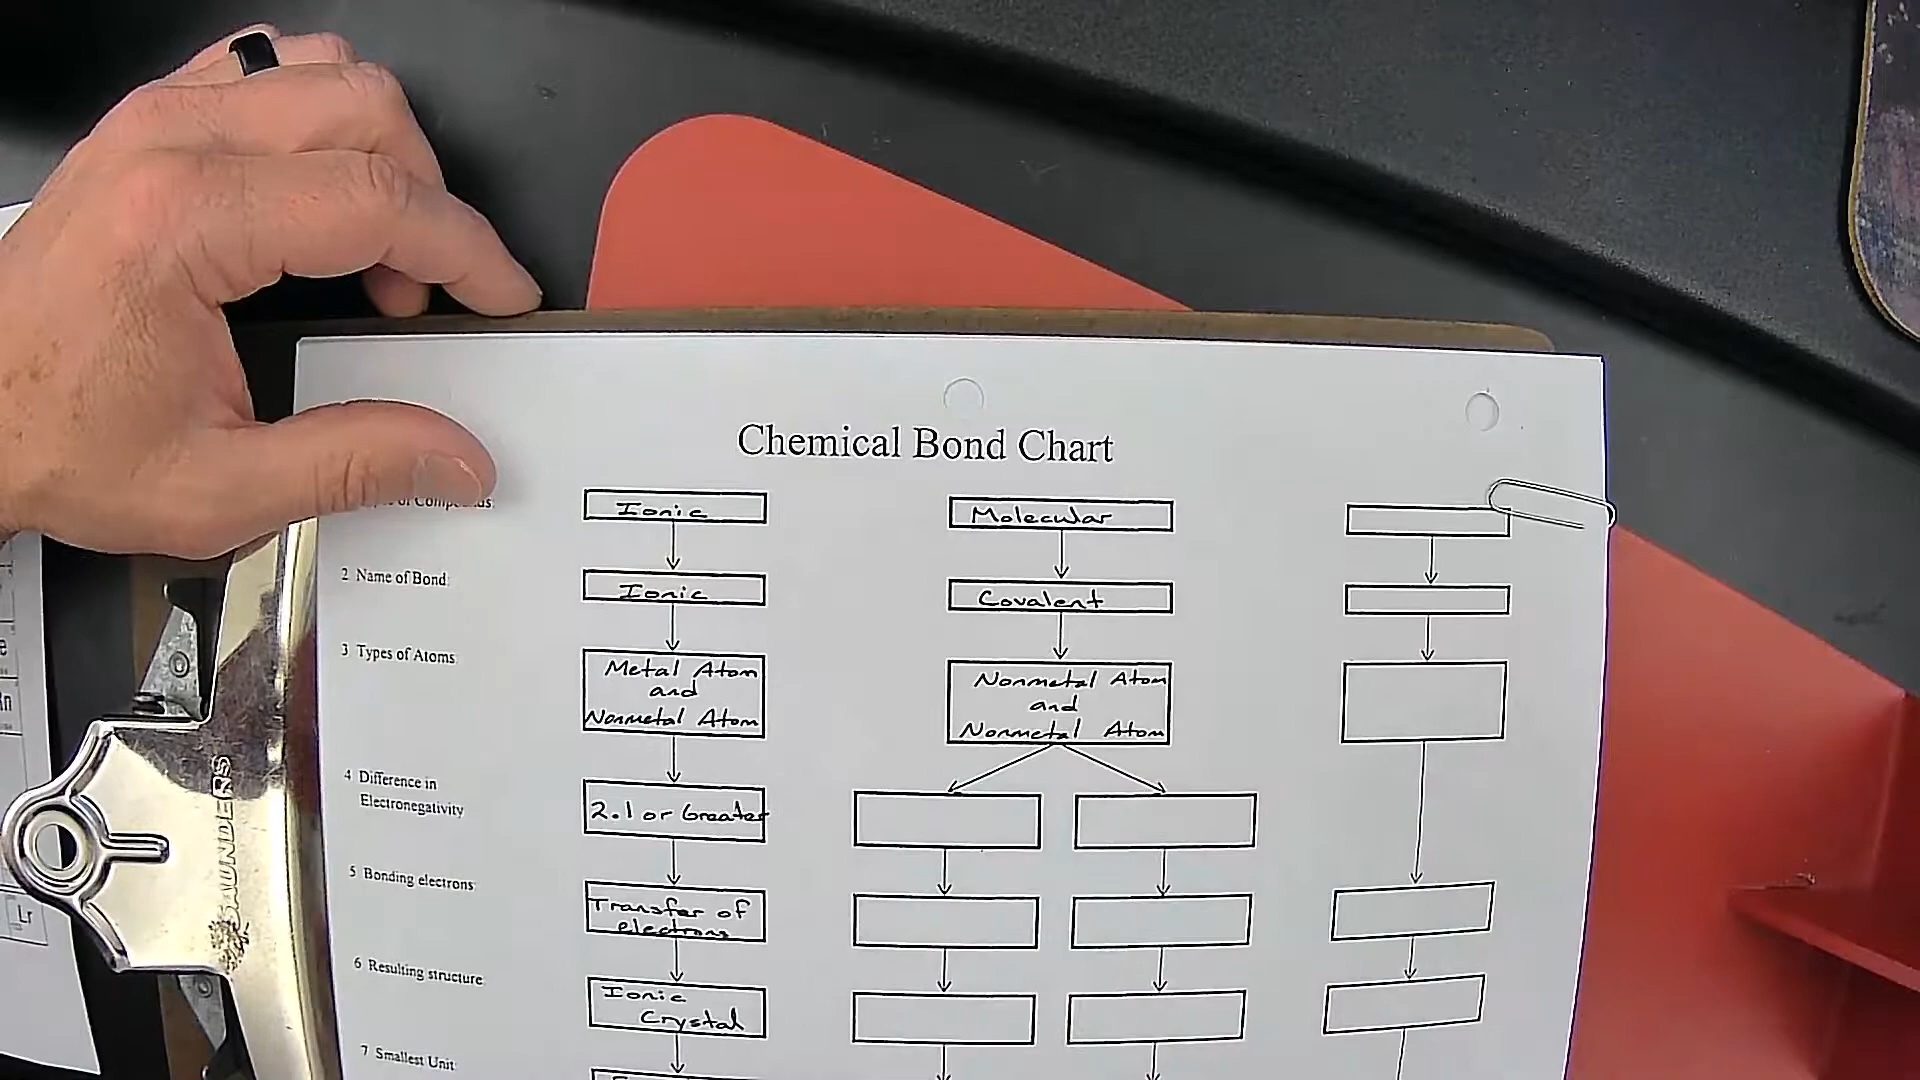 Chemical Bond Chart
of Compounds
Ionic
Molecular
2 Name of Bond:
Ionic
Covalent
3 Types of Atoms
Metal Atom
and
Nonmetal Atom
Nonmetal Atom
and
Nonmetal Atom
4 Difference in
Electronegativity
2.1 or Greater
5 Bonding electrons
Transfer of
electrons
6 Resulting structure
Ionic
Crystal
7 Smallest Unit
SAUNDERS
Lr